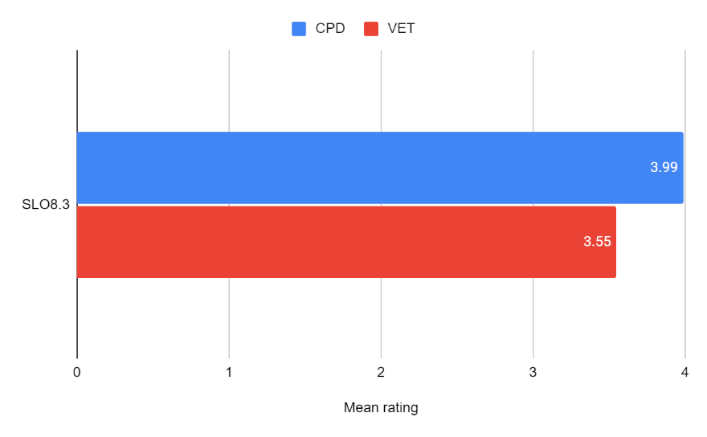 CPD VET
3.99
SLO8.3
3.55
0 1 2 3 4
Mean rating